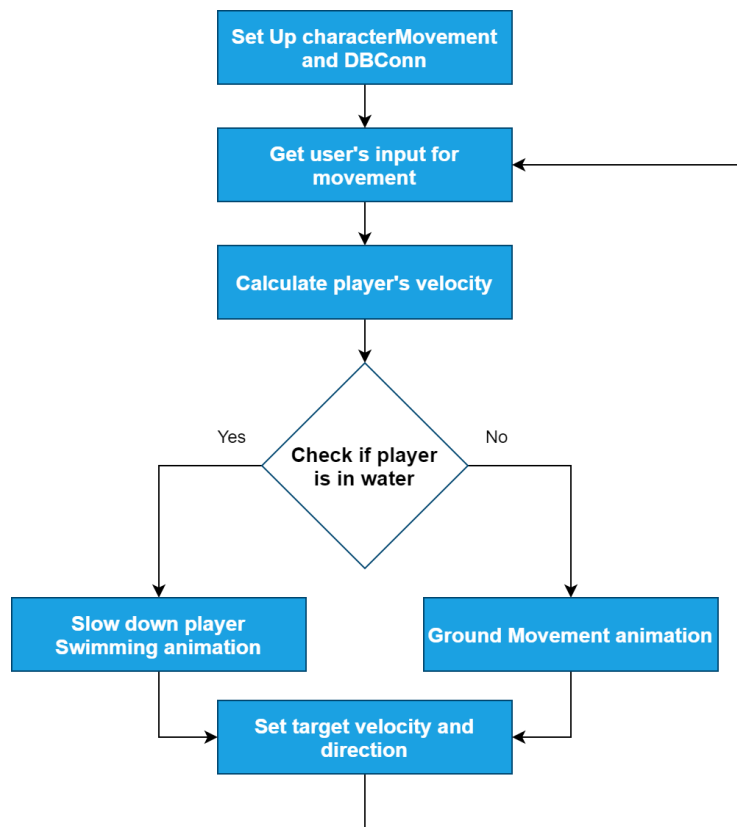 Set Up characterMovement
and DBConn
Get user's input for
movement
Calculate player's velocity
Yes
No
Check if player
is in water
Slow down player
Swimming animation
Ground Movement animation
Set target velocity and
direction